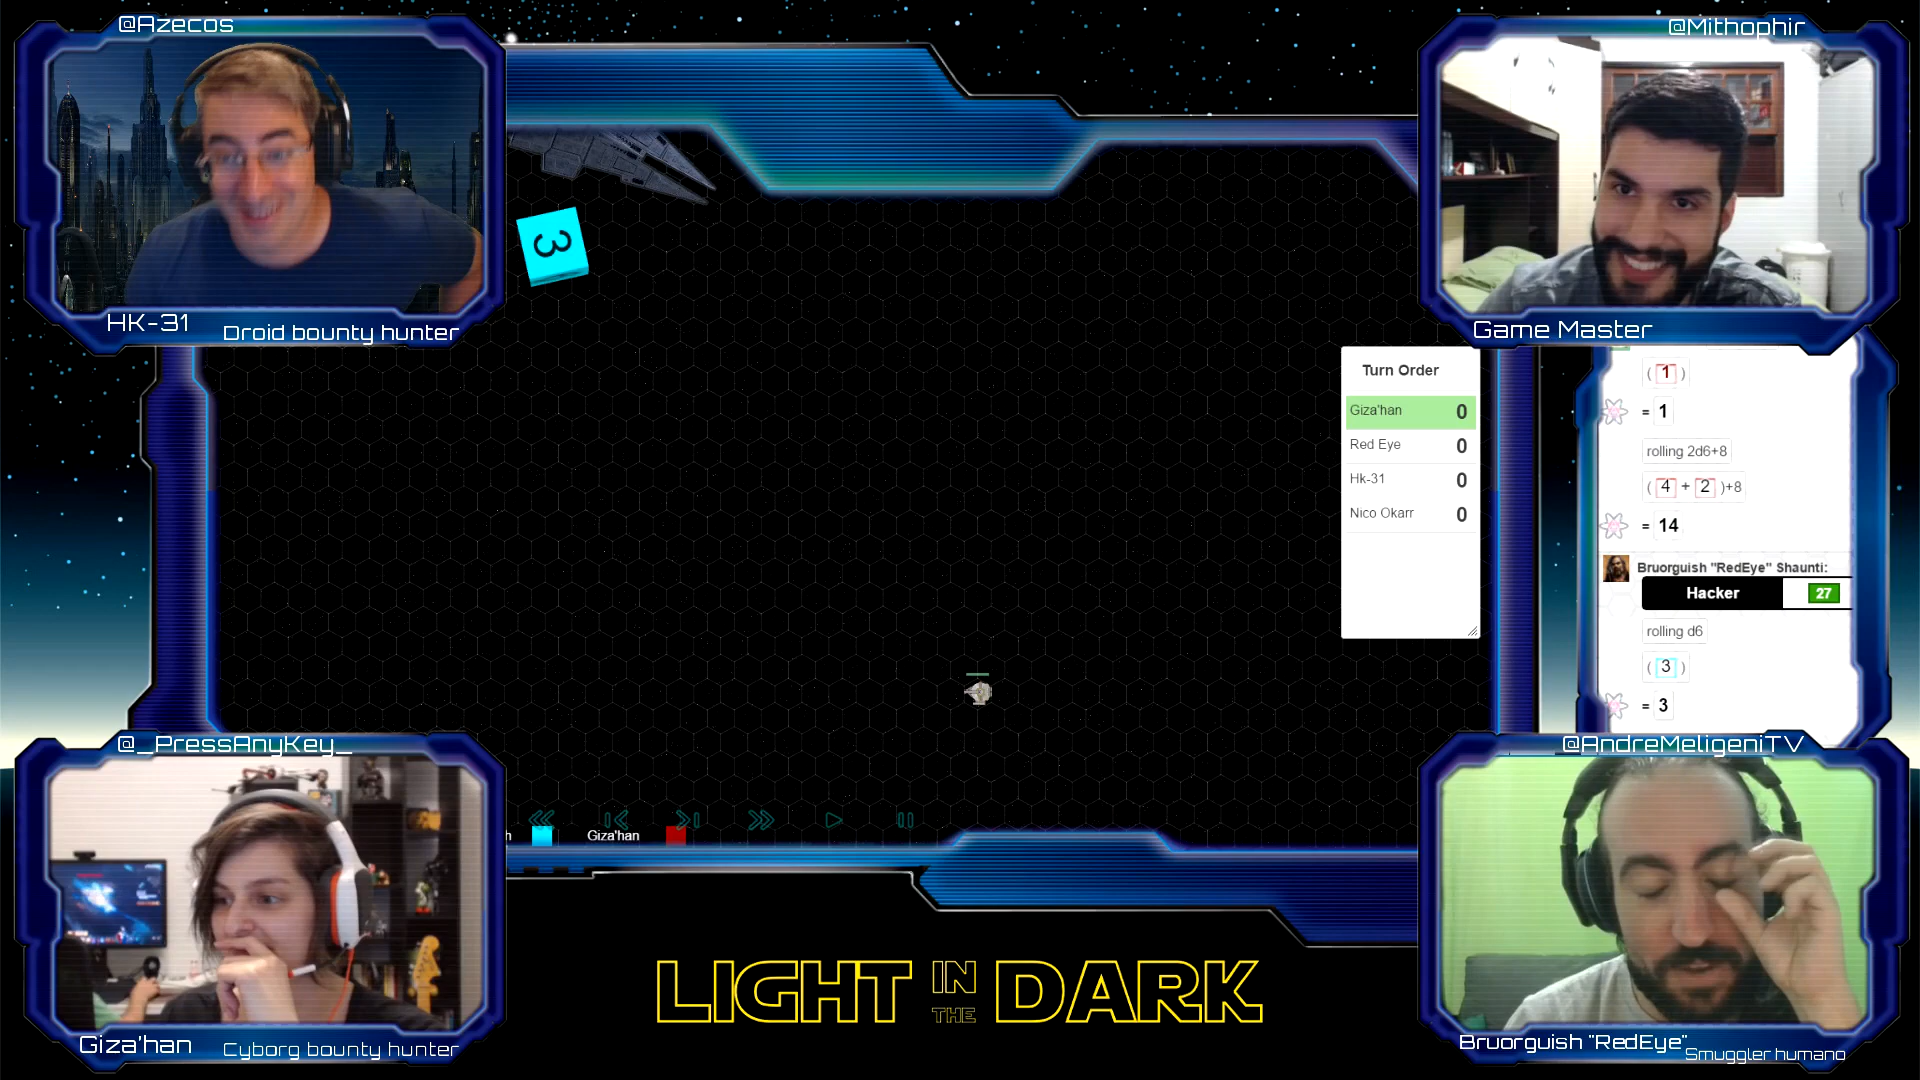 @Azecos
@Mithophir
3
HK-31
Droid bounty hunter
Game Master
Turn Order
Giza'han 0
Red Eye 0
Hk-31 0
Nico Okarr 0
( 1 )
= 1
rolling 2d6+8
( 4 + 2 )+8
= 14
Bruorguish "RedEye" Shaunti:
Hacker 27
rolling d6
( 3 )
= 3
@_PressAnyKey_
@AndreMeligeniTV
h
Giza'han
LIGHT IN THE DARK
Giza'han
Cyborg bounty hunter
Bruorguish "RedEye"
Smuggler humano